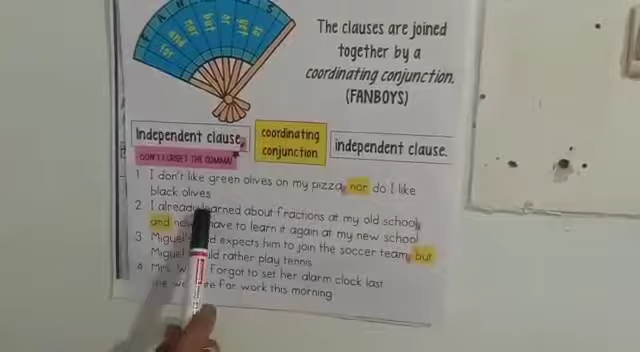 F A N S
for and nor but or yet so
The clauses are joined
together by a
coordinating conjunction.
(FANBOYS)
Independent clause,
coordinating
conjunction
independent clause.
DON'T FORGET THE COMMA!
1 I don't like green olives on my pizza, nor do I like
black olives
2 I already learned about fractions at my old school,
and have to learn it again at my new school
3 Miguel's expects him to join the soccer team, but
Miguel rather play tennis
4 Mrs. forgot to set her alarm clock last
for work this morning